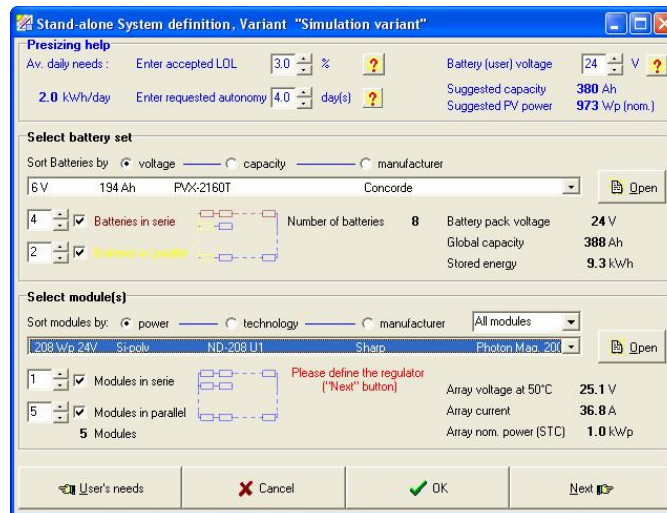 Stand-alone System definition, Variant "Simulation variant"
Presizing help
Av. daily needs : Enter accepted LOL 3.0 % ? Battery (user) voltage 24 V ?
2.0 kWh/day Enter requested autonomy 4.0 day(s) ? Suggested capacity 380 Ah
Suggested PV power 973 Wp (nom.)
Select battery set
Sort Batteries by voltage capacity manufacturer
6 V 194 Ah PVX-2160T Concorde Open
4 Batteries in serie Number of batteries 8 Battery pack voltage 24 V
2 Batteries in parallel Global capacity 388 Ah
Stored energy 9.3 kWh
Select module(s)
Sort modules by: power technology manufacturer All modules
208 Wp 24V Si-poly ND-208 U1 Sharp Photon Mag. 200 Open
1 Modules in serie Please define the regulator
("Next" button) Array voltage at 50°C 25.1 V
5 Modules in parallel Array current 36.8 A
5 Modules Array nom. power (STC) 1.0 kWp
User's needs Cancel OK Next